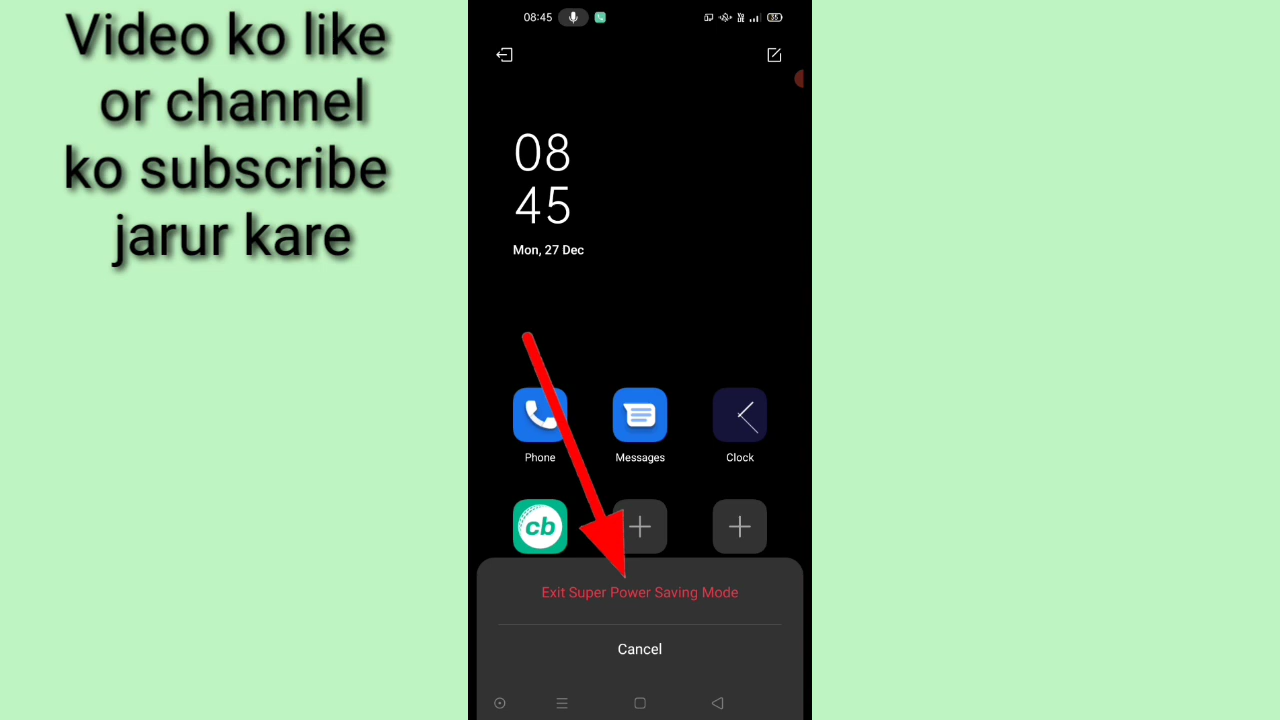 Video ko like
or channel
ko subscribe
jarur kare
08:45
35
08
45
Mon, 27 Dec
Phone
Messages
Clock
cb
Exit Super Power Saving Mode
Cancel